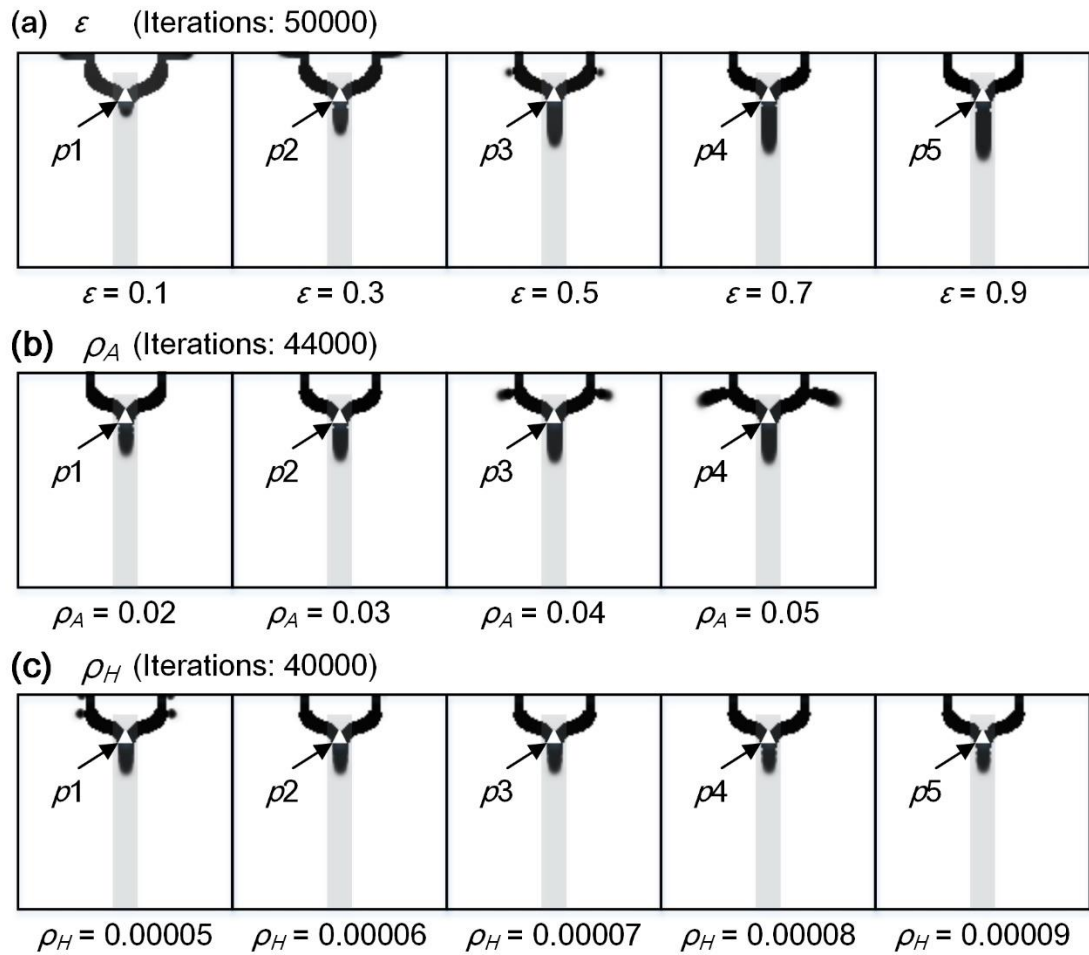 (a) ε (Iterations: 50000)
p1 p2 p3 p4 p5
ε = 0.1 ε = 0.3 ε = 0.5 ε = 0.7 ε = 0.9
(b) ρA (Iterations: 44000)
p1 p2 p3 p4
ρA = 0.02 ρA = 0.03 ρA = 0.04 ρA = 0.05
(c) ρH (Iterations: 40000)
p1 p2 p3 p4 p5
ρH = 0.00005 ρH = 0.00006 ρH = 0.00007 ρH = 0.00008 ρH = 0.00009